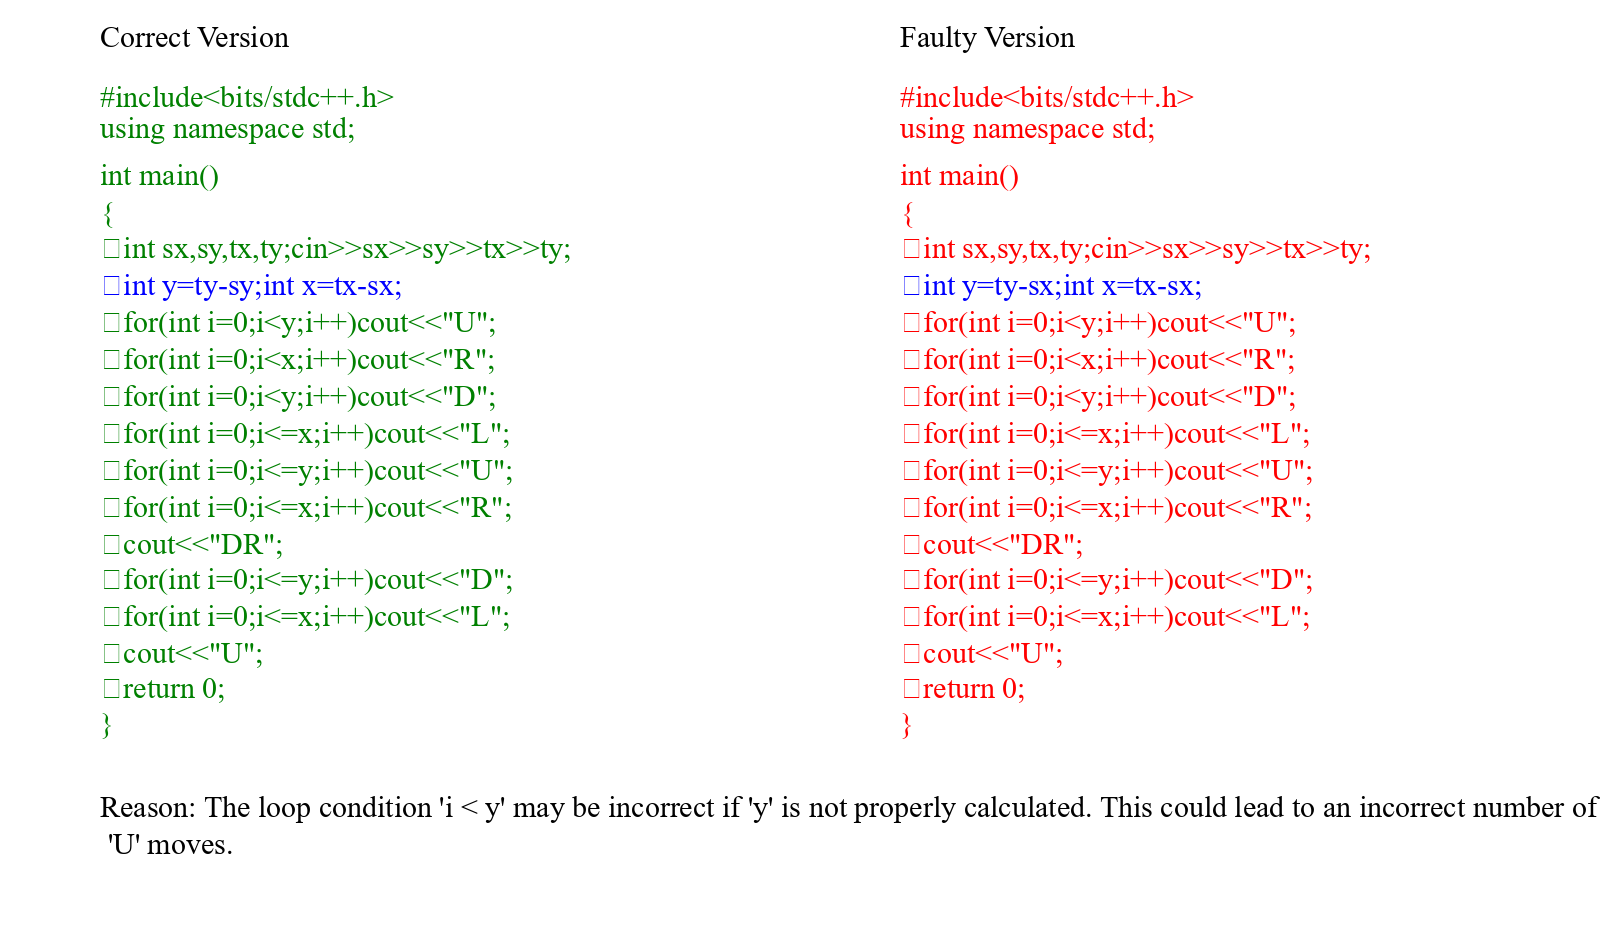 Correct Version
#include<bits/stdc++.h>
using namespace std;
int main()
{
□int sx,sy,tx,ty;cin>>sx>>sy>>tx>>ty;
□int y=ty-sy;int x=tx-sx;
□for(int i=0;i<y;i++)cout<<"U";
□for(int i=0;i<x;i++)cout<<"R";
□for(int i=0;i<y;i++)cout<<"D";
□for(int i=0;i<=x;i++)cout<<"L";
□for(int i=0;i<=y;i++)cout<<"U";
□for(int i=0;i<=x;i++)cout<<"R";
□cout<<"DR";
□for(int i=0;i<=y;i++)cout<<"D";
□for(int i=0;i<=x;i++)cout<<"L";
□cout<<"U";
□return 0;
}
Faulty Version
#include<bits/stdc++.h>
using namespace std;
int main()
{
□int sx,sy,tx,ty;cin>>sx>>sy>>tx>>ty;
□int y=ty-sx;int x=tx-sx;
□for(int i=0;i<y;i++)cout<<"U";
□for(int i=0;i<x;i++)cout<<"R";
□for(int i=0;i<y;i++)cout<<"D";
□for(int i=0;i<=x;i++)cout<<"L";
□for(int i=0;i<=y;i++)cout<<"U";
□for(int i=0;i<=x;i++)cout<<"R";
□cout<<"DR";
□for(int i=0;i<=y;i++)cout<<"D";
□for(int i=0;i<=x;i++)cout<<"L";
□cout<<"U";
□return 0;
}
Reason: The loop condition 'i < y' may be incorrect if 'y' is not properly calculated. This could lead to an incorrect number of
'U' moves.